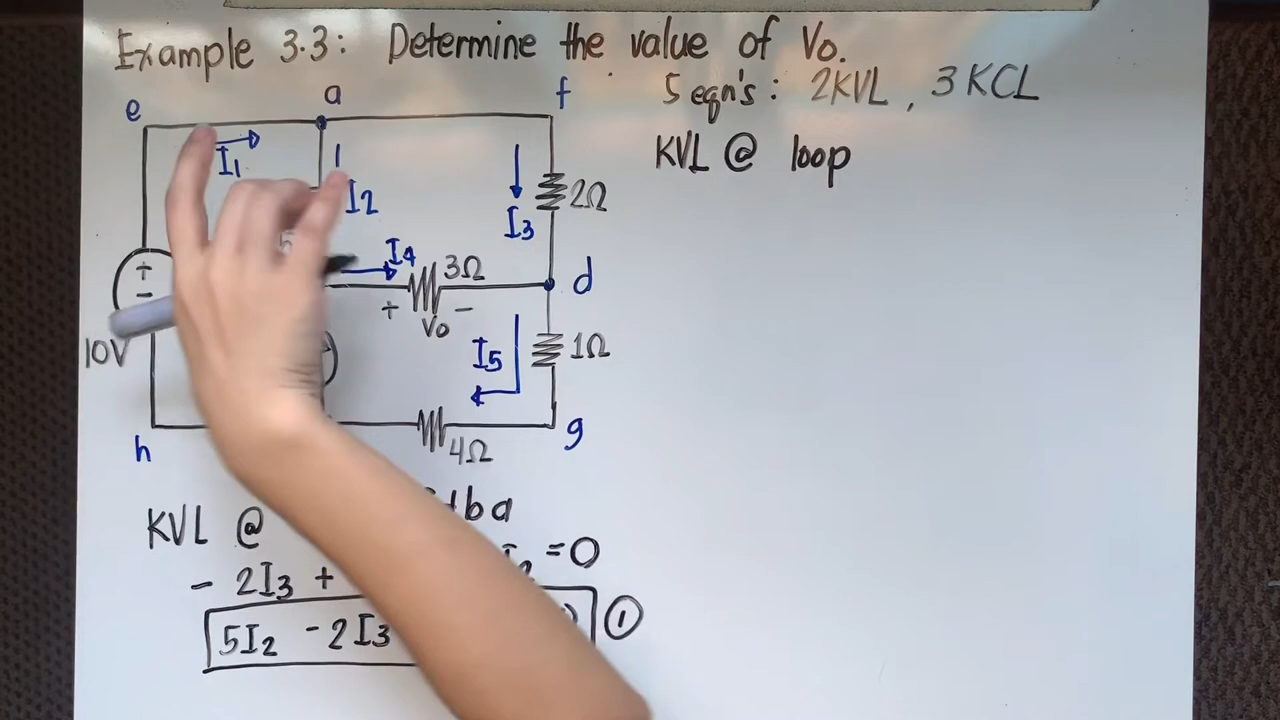 Example 3.3: Determine the value of Vo.
5 eqn's: 2KVL, 3KCL
KVL @ loop
e
a
f
I1
I2
I3
2Ω
5
I4
3Ω
d
+
-
+
Vo
-
10V
I5
1Ω
h
4Ω
g
KVL @
ba
- 2I3 +
=0
5I2 - 2I3
①